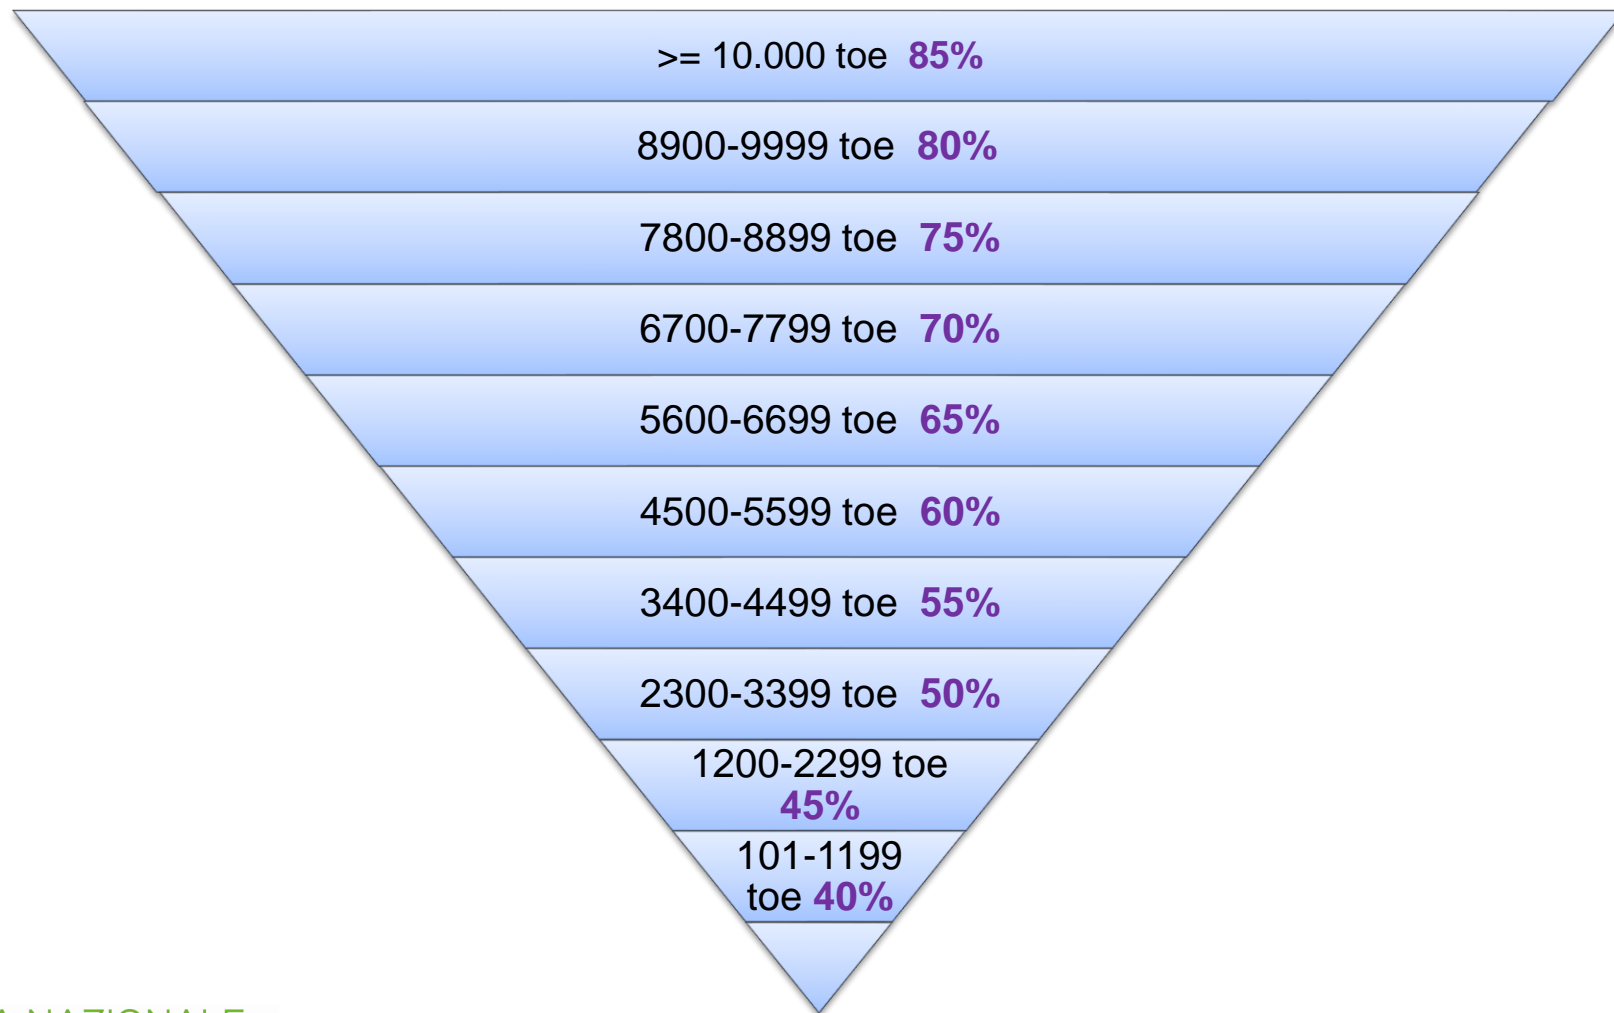 >= 10.000 toe 85%
8900-9999 toe 80%
7800-8899 toe 75%
6700-7799 toe 70%
5600-6699 toe 65%
4500-5599 toe 60%
3400-4499 toe 55%
2300-3399 toe 50%
1200-2299 toe
45%
101-1199
toe 40%
NAZIONALE